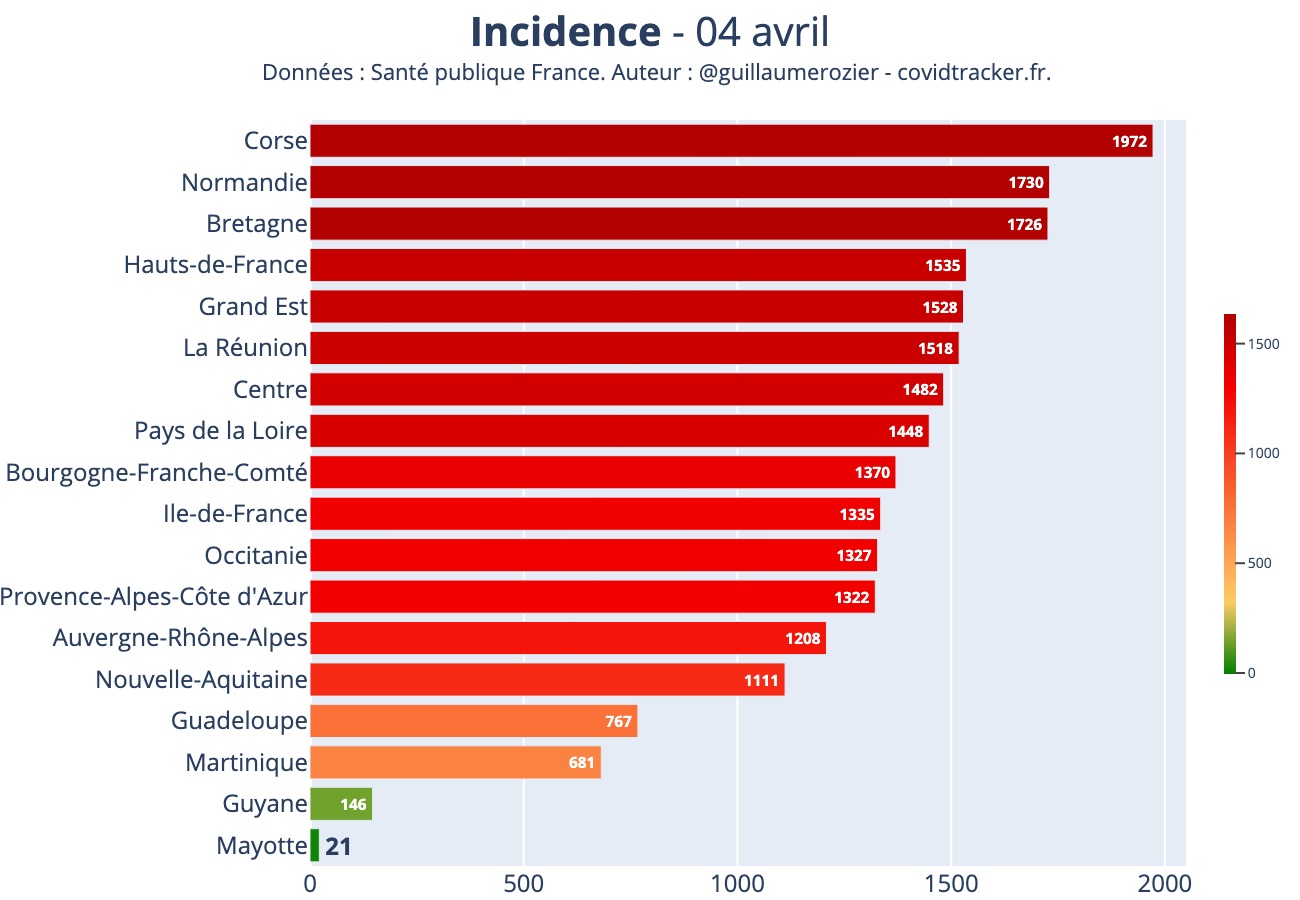 Incidence - 04 avril
Données : Santé publique France. Auteur : @guillaumerozier - covidtracker.fr.
Corse 1972
Normandie 1730
Bretagne 1726
Hauts-de-France 1535
Grand Est 1528
La Réunion 1518
Centre 1482
Pays de la Loire 1448
Bourgogne-Franche-Comté 1370
Ile-de-France 1335
Occitanie 1327
Provence-Alpes-Côte d'Azur 1322
Auvergne-Rhône-Alpes 1208
Nouvelle-Aquitaine 1111
Guadeloupe 767
Martinique 681
Guyane 146
Mayotte 21
0 500 1000 1500 2000
1500
1000
500
0